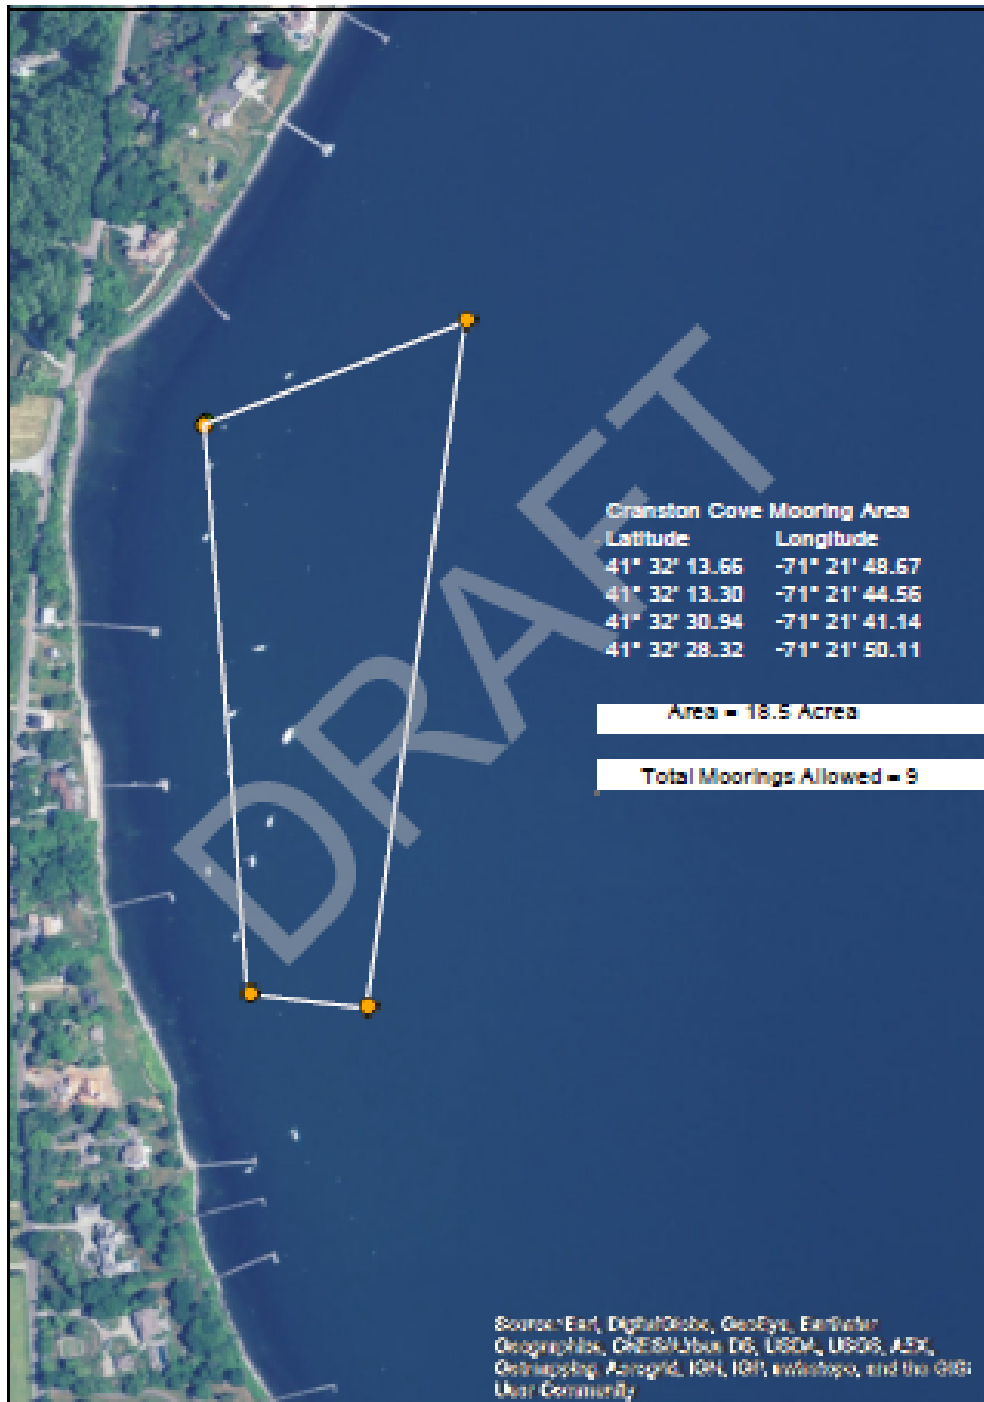 DRAFT
Cranston Cove Mooring Area
Latitude Longitude
41° 32' 13.66 -71° 21' 48.67
41° 32' 13.30 -71° 21' 44.56
41° 32' 30.94 -71° 21' 41.14
41° 32' 28.32 -71° 21' 50.11
Area = 18.5 Acrea
Total Moorings Allowed = 9
Source: Esri, DigitalGlobe, GeoEye, Earthstar
Geographics, CNES/Airbus DS, USDA, USGS, AEX,
Getmapping, Aerogrid, IGN, IGP, swisstopo, and the GIS
User Community